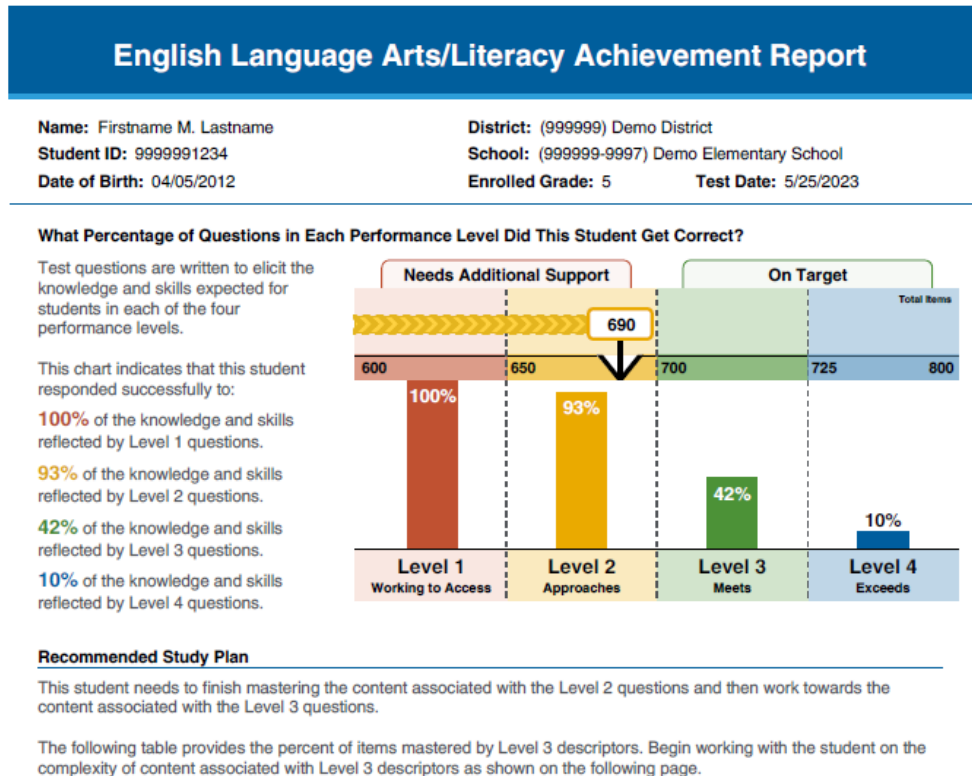 English Language Arts/Literacy Achievement Report
Name: Firstname M. Lastname
District: (999999) Demo District
Student ID: 9999991234
School: (999999-9997) Demo Elementary School
Date of Birth: 04/05/2012
Enrolled Grade: 5 Test Date: 5/25/2023
What Percentage of Questions in Each Performance Level Did This Student Get Correct?
Test questions are written to elicit the
knowledge and skills expected for
students in each of the four
performance levels.
This chart indicates that this student
responded successfully to:
100% of the knowledge and skills
reflected by Level 1 questions.
93% of the knowledge and skills
reflected by Level 2 questions.
42% of the knowledge and skills
reflected by Level 3 questions.
10% of the knowledge and skills
reflected by Level 4 questions.
Needs Additional Support
On Target
Total Items
690
600 650 700 725 800
100%
93%
42%
10%
Level 1
Working to Access
Level 2
Approaches
Level 3
Meets
Level 4
Exceeds
Recommended Study Plan
This student needs to finish mastering the content associated with the Level 2 questions and then work towards the
content associated with the Level 3 questions.
The following table provides the percent of items mastered by Level 3 descriptors. Begin working with the student on the
complexity of content associated with Level 3 descriptors as shown on the following page.